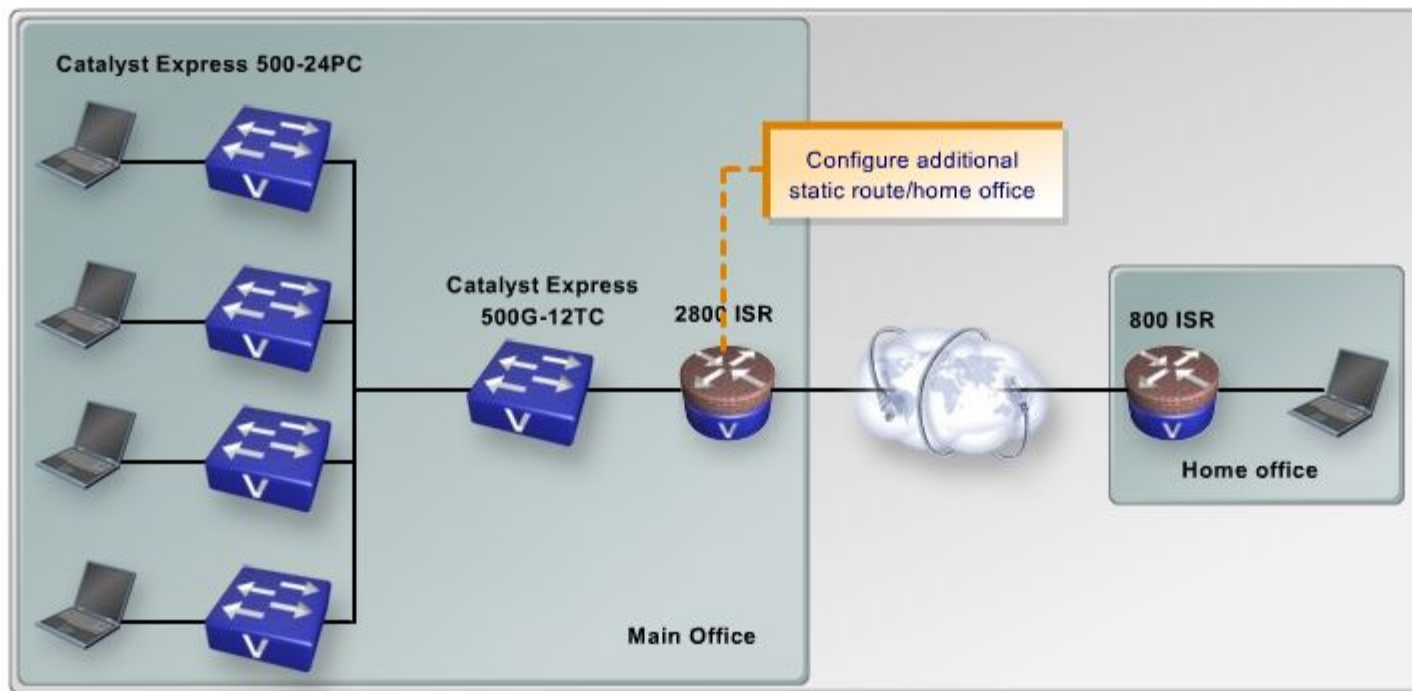 Catalyst Express 500-24PC
Configure additional
static route/home office
Catalyst Express
500G-12TC
2800 ISR
800 ISR
V
V
V
V
V
V
V
Home office
Main Office